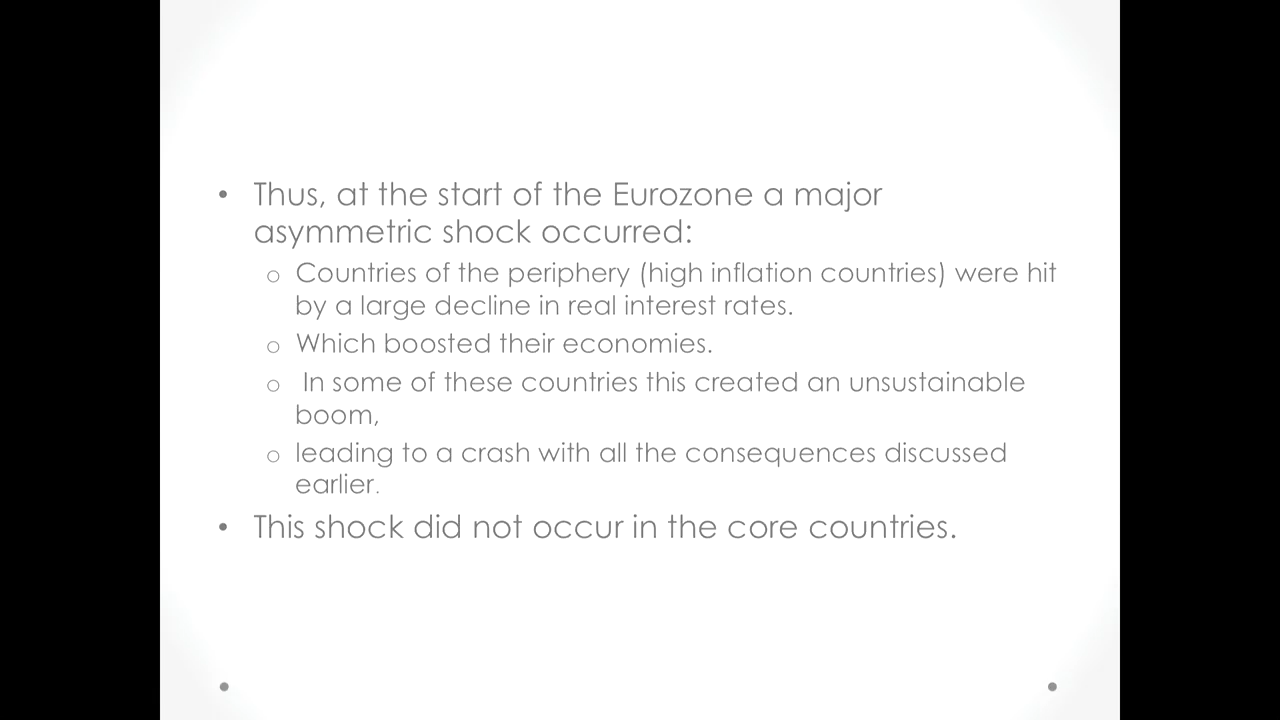 • Thus, at the start of the Eurozone a major
asymmetric shock occurred:
o Countries of the periphery (high inflation countries) were hit
by a large decline in real interest rates.
o Which boosted their economies.
o In some of these countries this created an unsustainable
boom,
o leading to a crash with all the consequences discussed
earlier.
• This shock did not occur in the core countries.